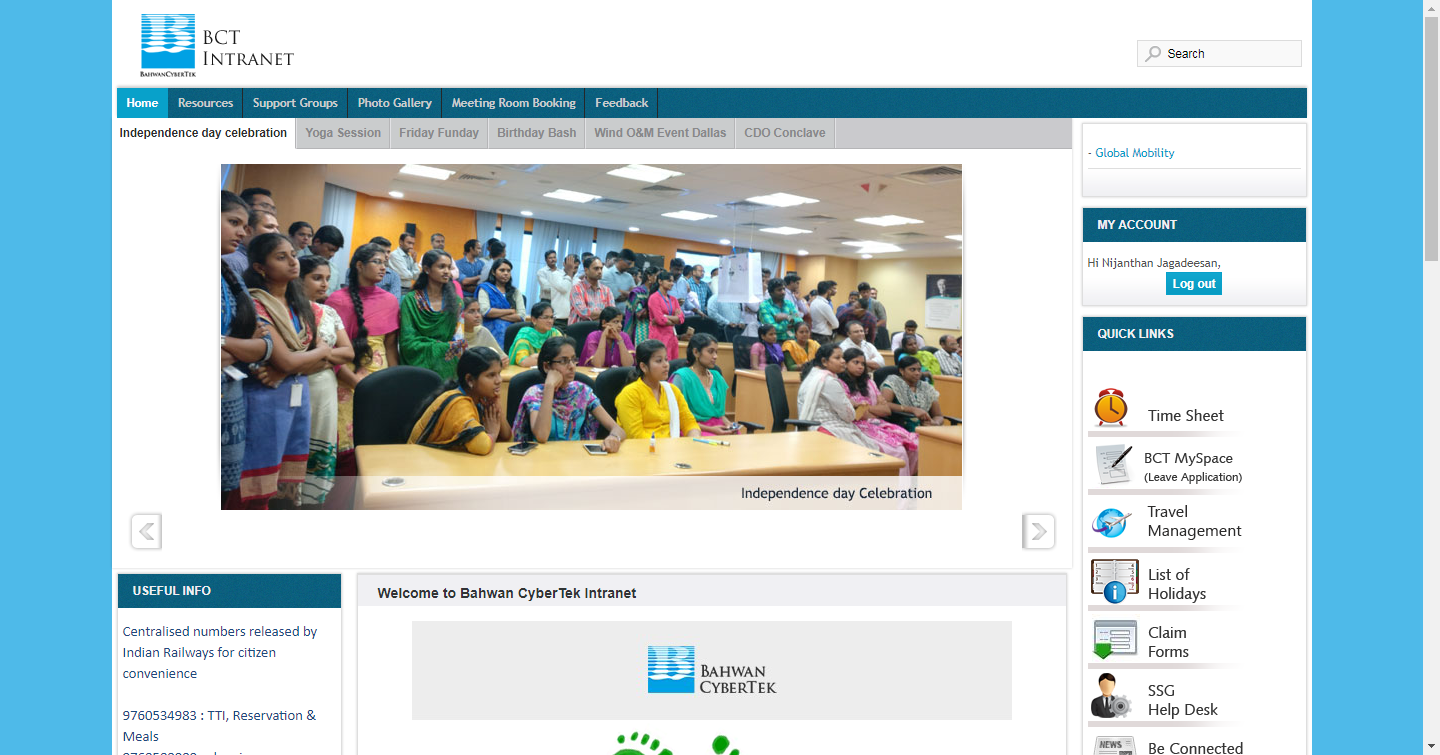 BCT
INTRANET
BAHWANCYBERTEK
Search
Home
Resources
Support Groups
Photo Gallery
Meeting Room Booking
Feedback
Independence day celebration
Yoga Session
Friday Funday
Birthday Bash
Wind O&M Event Dallas
CDO Conclave
Independence day Celebration
- Global Mobility
MY ACCOUNT
Hi Nijanthan Jagadeesan,
Log out
QUICK LINKS
Time Sheet
BCT MySpace
(Leave Application)
Travel
Management
List of
Holidays
Claim
Forms
SSG
Help Desk
NEWS
Be Connected
USEFUL INFO
Centralised numbers released by
Indian Railways for citizen
convenience
9760534983 : TTI, Reservation &
Meals
Welcome to Bahwan CyberTek Intranet
BAHWAN
CYBERTEK